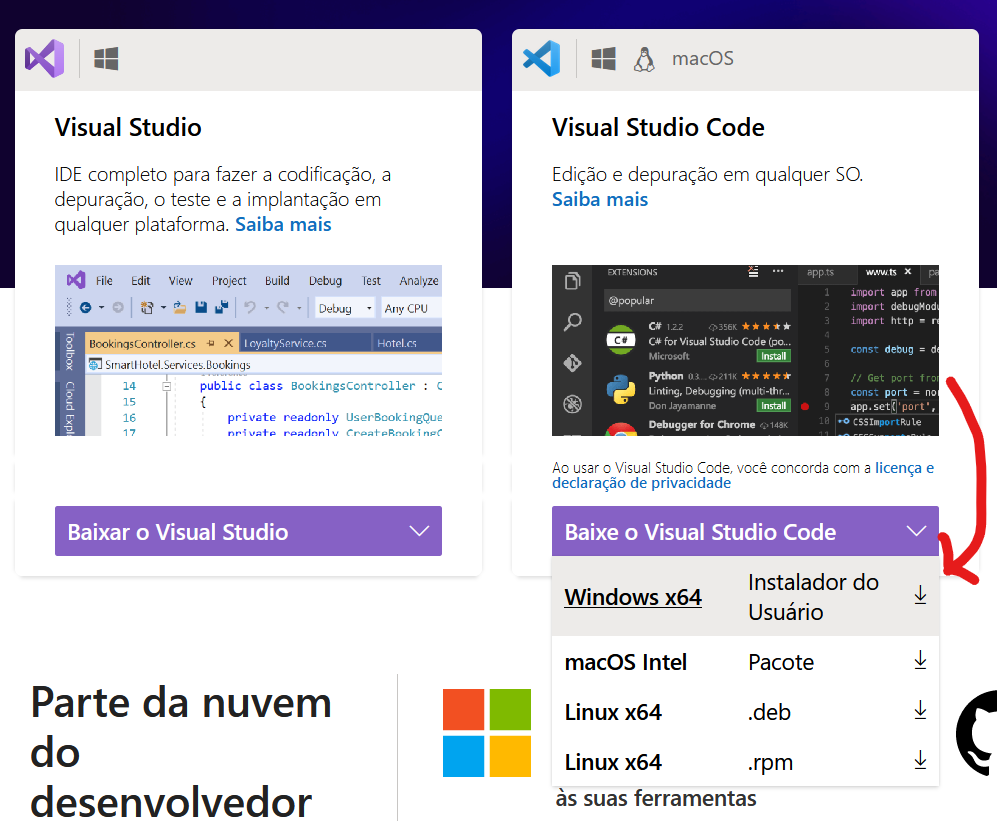 Visual Studio
IDE completo para fazer a codificação, a
depuração, o teste e a implantação em
qualquer plataforma. Saiba mais
File Edit View Project Build Debug Test Analyze
Debug Any CPU
Toolbox
BookingsController.cs LoyaltyService.cs Hotel.cs
SmartHotel.Services.Bookings
14 public class BookingsController : C
15 {
16 private readonly UserBookingQue
17 private readonly CreateBookingC
Baixar o Visual Studio
macOS
Visual Studio Code
Edição e depuração em qualquer SO.
Saiba mais
EXTENSIONS
@popular
C# 1.2.2 356K
C#
C# for Visual Studio Code (po...
Microsoft Install
Python 0.3... 211K
Linting, Debugging (multi-thr...
Don Jayamanne Install
Debugger for Chrome 148K
app.ts www.ts
1 import app from
2 import debugModu
3 import http = re
4
5 const debug = de
6
7 // Get port from
8 const port = nor
9 app.set('port',
10 CSSImportRule
11
Ao usar o Visual Studio Code, você concorda com a licença e
declaração de privacidade
Baixe o Visual Studio Code
Windows x64 Instalador do
Usuário
macOS Intel Pacote
Linux x64 .deb
Linux x64 .rpm
Parte da nuvem
do
desenvolvedor
às suas ferramentas